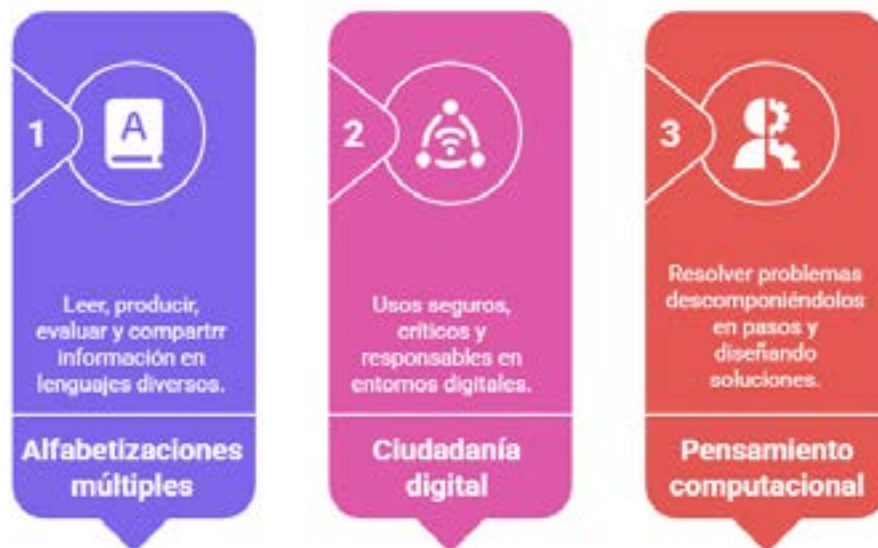 1
A
Leer, producir,
evaluar y compartrr
información en
lenguajes diversos.
Alfabetizaciones
múltiples
2
Usos seguros,
críticos y
responsables en
entornos digitales.
Ciudadanía
digital
3
Resolver problemas
descomponiéndolos
en pasos y
diseñando
soluciones.
Pensamiento
computacional